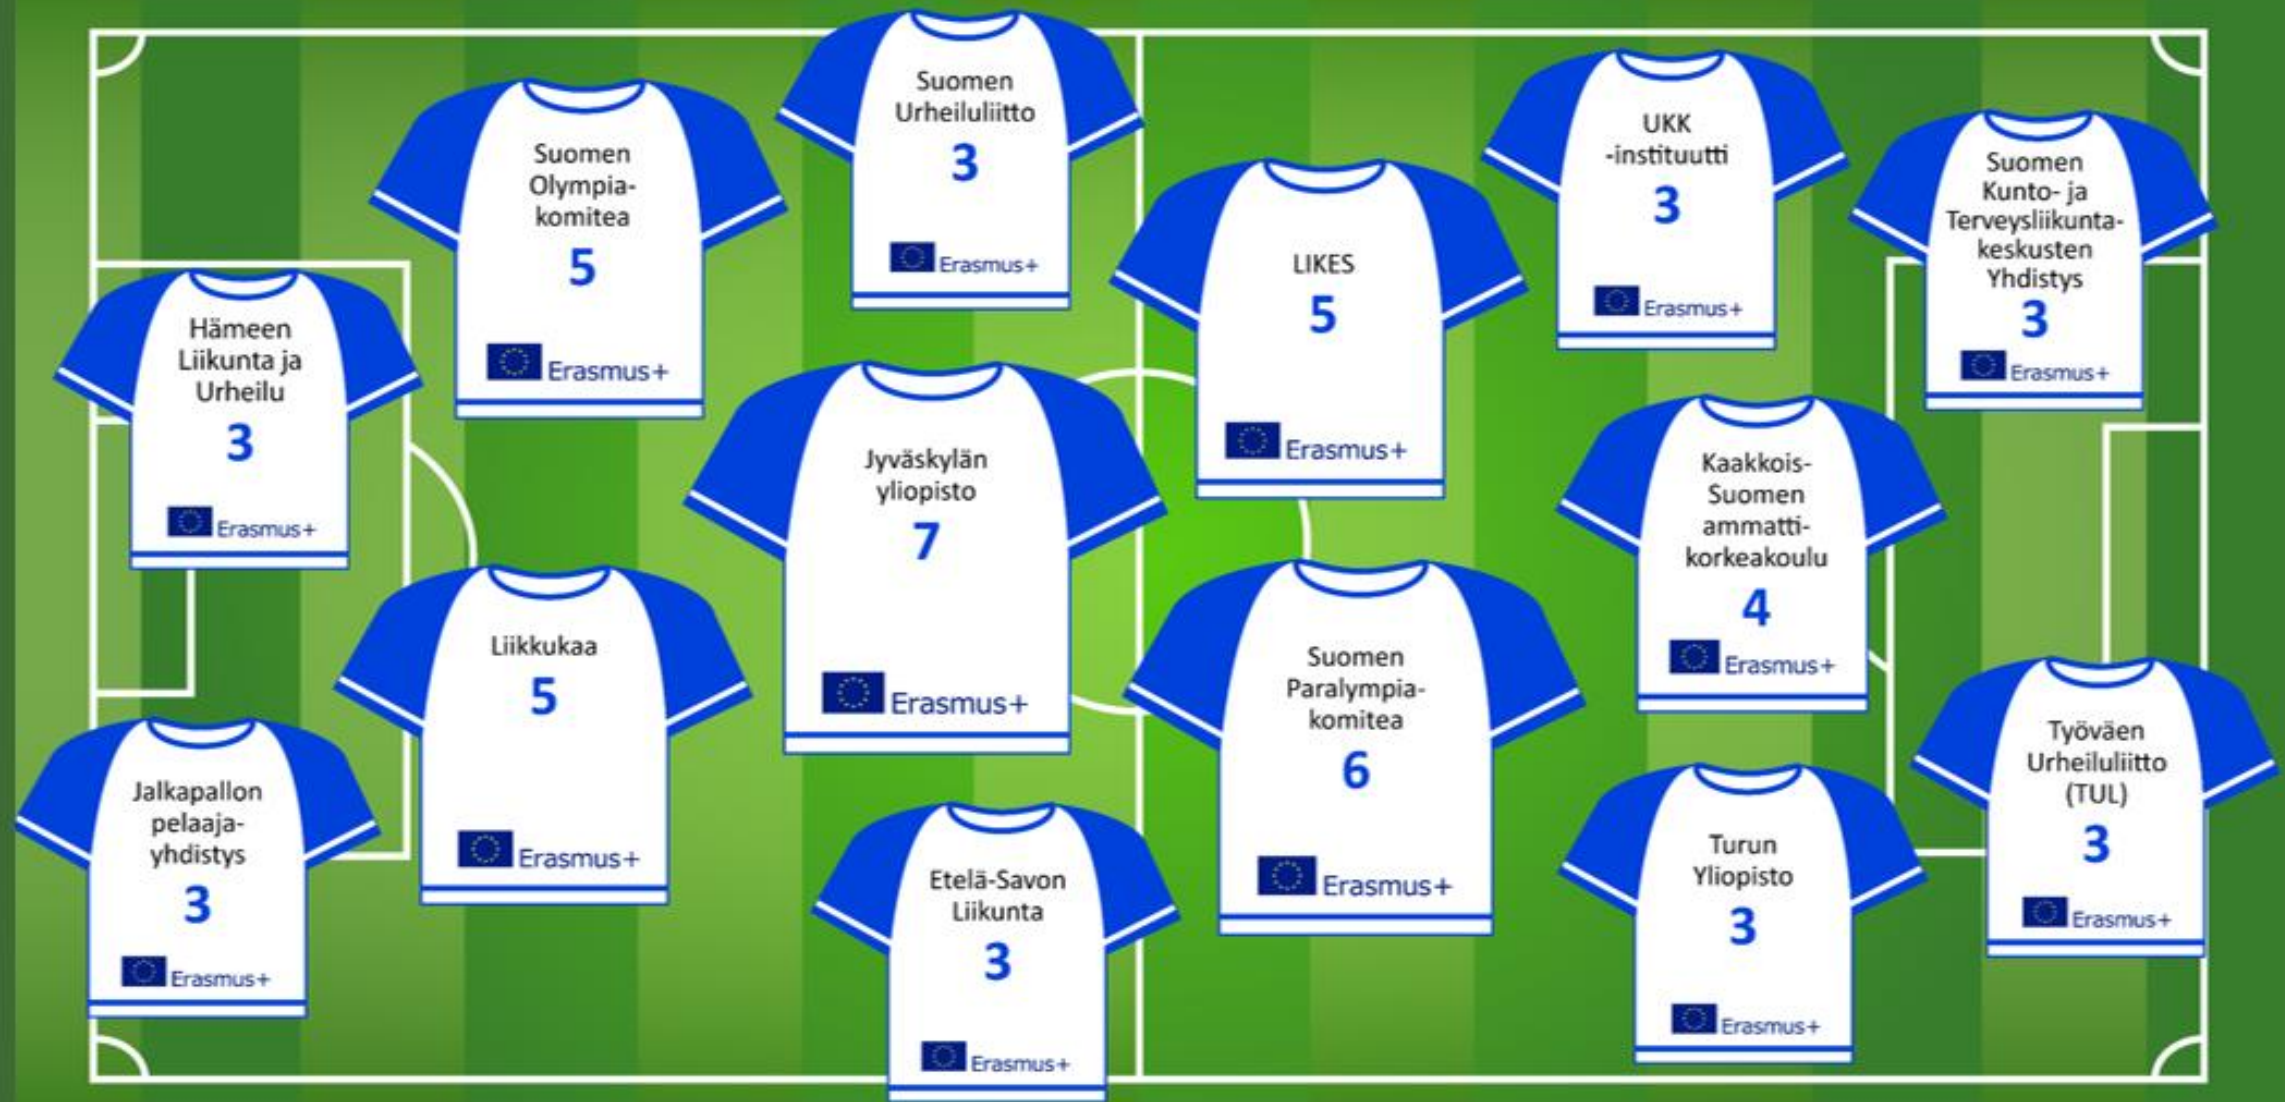 Suomen
Urheiluliitto
3
Erasmus+
Suomen
Olympia-
komitea
5
Erasmus+
UKK
-instituutti
3
Erasmus+
Suomen
Kunto- ja
Terveysliikunta-
keskusten
Yhdistys
3
Erasmus+
LIKES
5
Erasmus+
Hämeen
Liikunta ja
Urheilu
3
Erasmus+
Jyväskylän
yliopisto
7
Erasmus+
Kaakkois-
Suomen
ammatti-
korkeakoulu
4
Erasmus+
Liikkukaa
5
Erasmus+
Suomen
Paralympia-
komitea
6
Erasmus+
Työväen
Urheiluliitto
(TUL)
3
Erasmus+
Jalkapallon
pelaaja-
yhdistys
3
Erasmus+
Etelä-Savon
Liikunta
3
Erasmus+
Turun
Yliopisto
3
Erasmus+